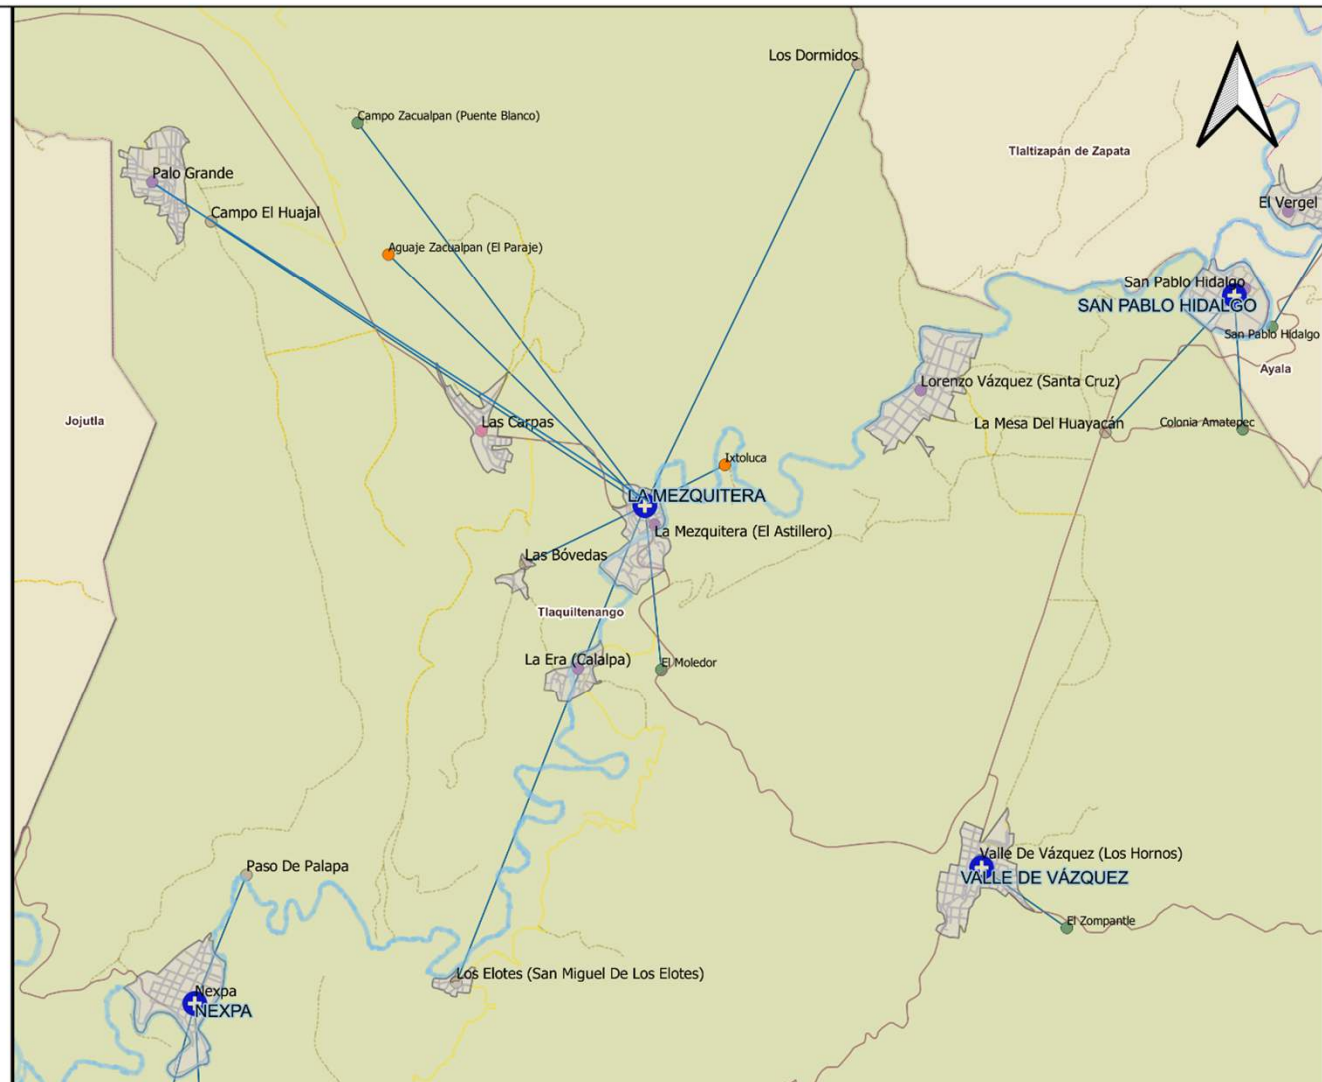 Los Dormidos
Campo Zacualpan (Puente Blanco)
Tlaltizapán de Zapata
Palo Grande
El Vergel
Campo El Huajal
Aguaje Zacualpan (El Paraje)
San Pablo Hidalgo
SAN PABLO HIDALGO
San Pablo Hidalgo
Ayala
Lorenzo Vázquez (Santa Cruz)
Jojutla
Las Carpas
La Mesa Del Huayacán
Colonia Amatepec
Ixtoluca
LA MEZQUITERA
La Mezquitera (El Astillero)
Las Bóvedas
Tlaquiltenango
La Era (Calalpa)
El Moledor
Valle De Vázquez (Los Hornos)
VALLE DE VÁZQUEZ
Paso De Palapa
El Zompantle
Los Elotes (San Miguel De Los Elotes)
Nexpa
NEXPA